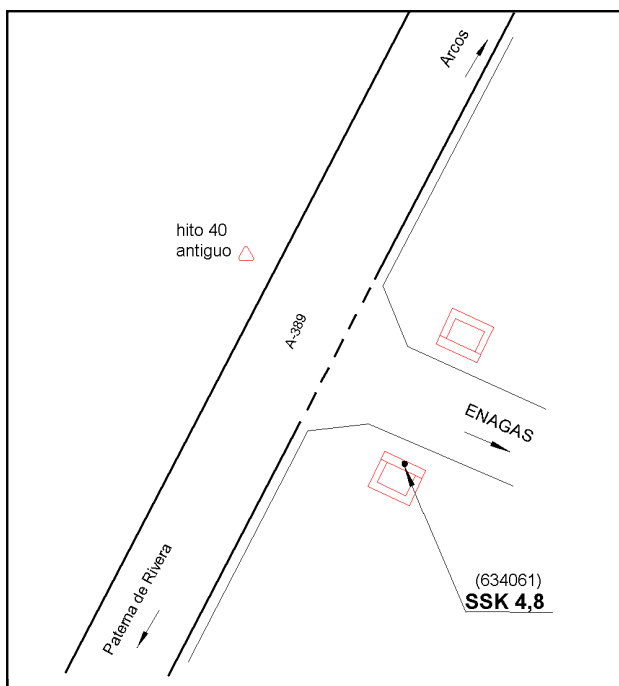 Arcos
hito 40
antiguo
A-389
ENAGAS
Paterna de Rivera
(634061)
SSK 4,8